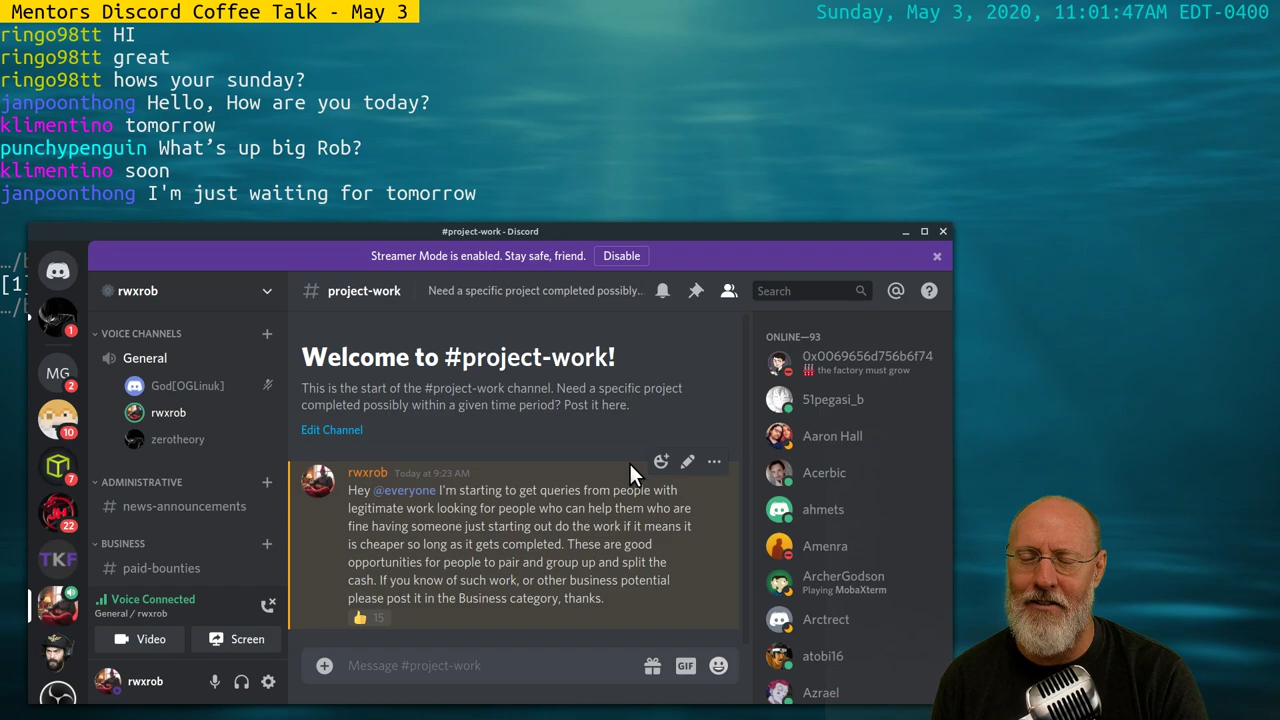 Mentors Discord Coffee Talk - May 3
Sunday, May 3, 2020, 11:01:47AM EDT-0400
ringo98tt HI
ringo98tt great
ringo98tt hows your sunday?
janpoonthong Hello, How are you today?
klimentino tomorrow
punchypenguin What’s up big Rob?
klimentino soon
janpoonthong I'm just waiting for tomorrow
#project-work - Discord
Streamer Mode is enabled. Stay safe, friend. Disable
[1]
1
MG
2
10
7
22
TKF
rwxrob
VOICE CHANNELS
General
God[OGLinuk]
rwxrob
zerotheory
ADMINISTRATIVE
# news-announcements
BUSINESS
# paid-bounties
Voice Connected
General / rwxrob
Video Screen
rwxrob
# project-work Need a specific project completed possibly...
Search
Welcome to #project-work!
This is the start of the #project-work channel. Need a specific project
completed possibly within a given time period? Post it here.
Edit Channel
rwxrob Today at 9:23 AM
Hey @everyone I'm starting to get queries from people with
legitimate work looking for people who can help them who are
fine having someone just starting out do the work if it means it
is cheaper so long as it gets completed. These are good
opportunities for people to pair and group up and split the
cash. If you know of such work, or other business potential
please post it in the Business category, thanks.
15
Message #project-work
GIF
ONLINE—93
0x0069656d756b6f74
the factory must grow
51pegasi_b
Aaron Hall
Acerbic
ahmets
Amenra
ArcherGodson
Playing MobaXterm
Arctrect
atobi16
Azrael